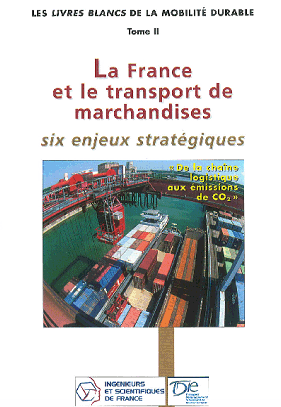 LES LIVRES BLANCS DE LA MOBILITÉ DURABLE
Tome II
La France
et le transport de
marchandises
six enjeux stratégiques
« De la chaîne
logistique
aux émissions
de CO₂ »
INGENIEURS
ET SCIENTIFIQUES
DE FRANCE
TDIE